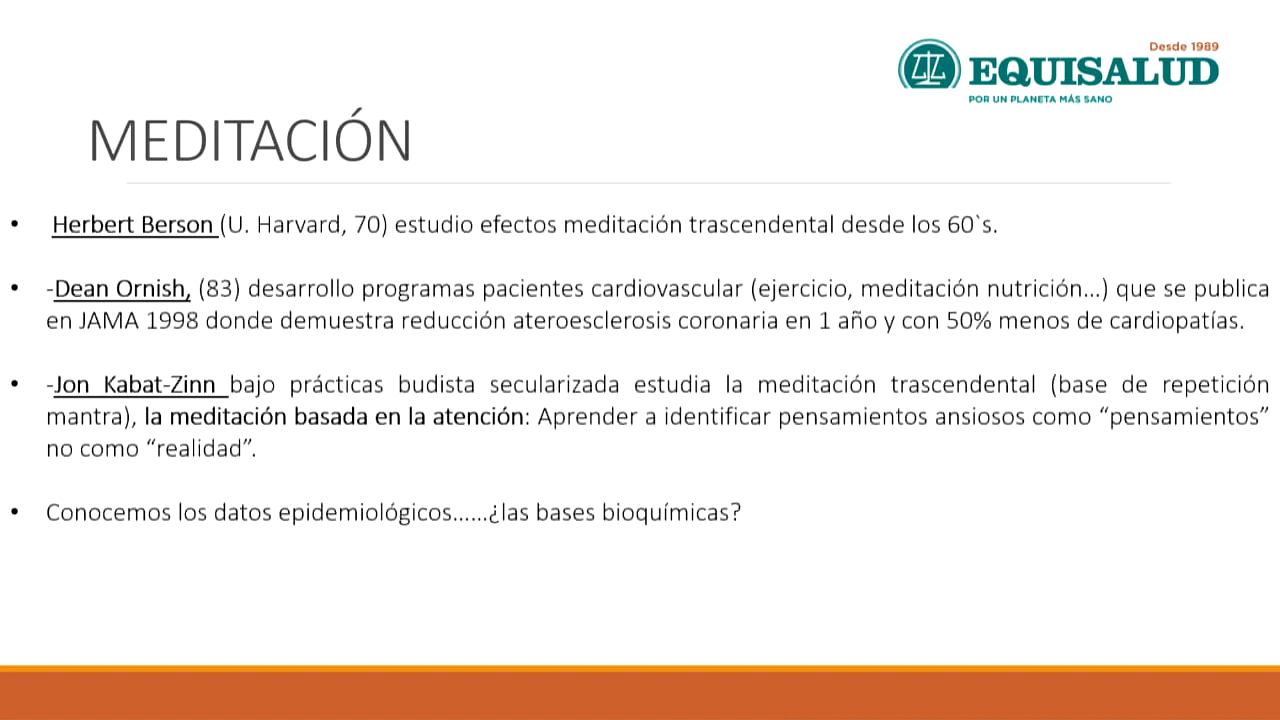 Desde 1989
EQUISALUD
POR UN PLANETA MÁS SANO
MEDITACIÓN
• Herbert Berson (U. Harvard, 70) estudio efectos meditación trascendental desde los 60`s.
• -Dean Ornish, (83) desarrollo programas pacientes cardiovascular (ejercicio, meditación nutrición…) que se publica
en JAMA 1998 donde demuestra reducción ateroesclerosis coronaria en 1 año y con 50% menos de cardiopatías.
• -Jon Kabat-Zinn bajo prácticas budista secularizada estudia la meditación trascendental (base de repetición
mantra), la meditación basada en la atención: Aprender a identificar pensamientos ansiosos como “pensamientos”
no como “realidad”.
• Conocemos los datos epidemiológicos……¿las bases bioquímicas?